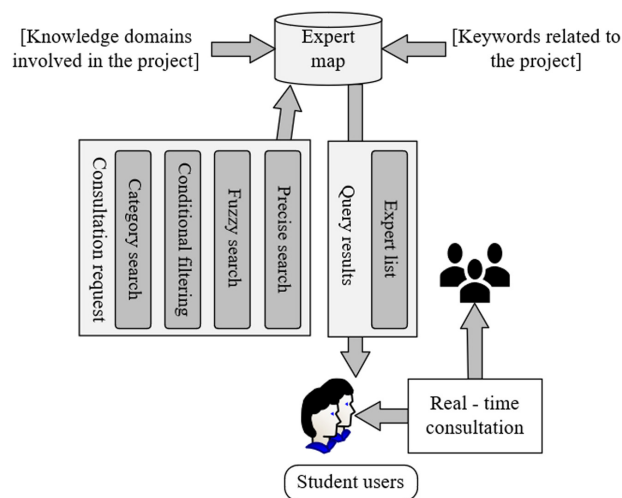 [Knowledge domains
involved in the project]
Expert
map
[Keywords related to
the project]
Consultation request
Category search
Conditional filtering
Fuzzy search
Precise search
Query results
Expert list
Real - time
consultation
Student users